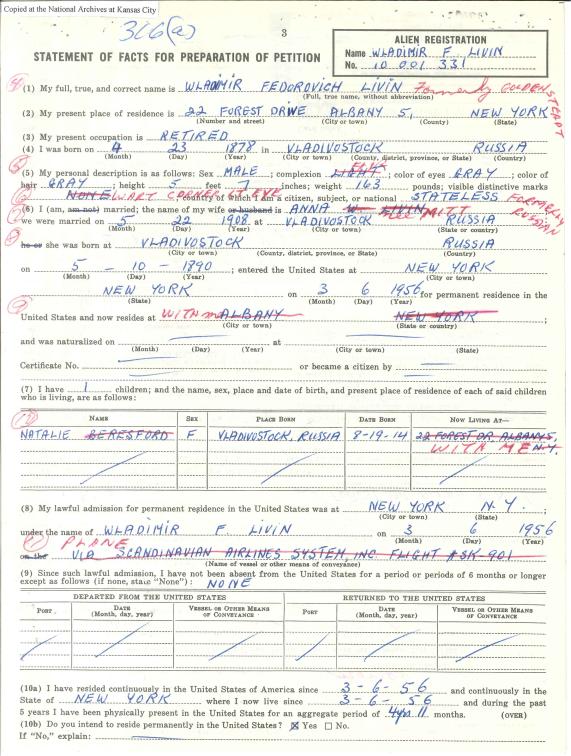 Copied at the National Archives at Kansas City
366(a)
3
ALIEN REGISTRATION
Name WLADIMIR F LIVIN
No. 10 001 331
STATEMENT OF FACTS FOR PREPARATION OF PETITION
(1) My full, true, and correct name is WLADIMIR FEDOROVICH LIVIN Formerly GOLDENSTEADT
(Full, true name, without abbreviation)
(2) My present place of residence is 22 FOREST DRIVE ALBANY 5, NEW YORK
(Number and street) (City or town) (County) (State)
(3) My present occupation is RETIRED
(4) I was born on 4 23 1878 in VLADIVOSTOCK RUSSIA
(Month) (Day) (Year) (City or town) (County, district, province, or State) (Country)
(5) My personal description is as follows: Sex MALE, complexion LIGHT, color of eyes GRAY; color of
hair GRAY; height 5 feet 7 inches; weight 163 pounds; visible distinctive marks
NONE WART CORNER L EYE country of which I am a citizen, subject, or national STATELESS FORMERLY RUSSIAN
(6) I (am, am not) married; the name of my wife or husband is ANNA W. LIVIN
we were married on 5 22 1908 at VLADIVOSTOCK RUSSIA
(Month) (Day) (Year) (City or town) (State or country)
he or she was born at VLADIVOSTOCK RUSSIA
(City or town) (County, district, province, or State) (Country)
on 5 - 10 - 1890; entered the United States at NEW YORK
(Month) (Day) (Year) (City or town)
NEW YORK on 3 6 1956 for permanent residence in the
(State) (Month) (Day) (Year)
United States and now resides at WITH m ALBANY NEW YORK;
(City or town) (State or country)
and was naturalized on at
(Month) (Day) (Year) (City or town) (State)
Certificate No. or became a citizen by
(7) I have 1 children; and the name, sex, place and date of birth, and present place of residence of each of said children
who is living, are as follows:
NAME SEX PLACE BORN DATE BORN NOW LIVING AT—
NATALIE BERESFORD F VLADIVOSTOCK, RUSSIA 8-19-14 22 FOREST DR. ALBANY 5, N.Y.
WITH ME
(8) My lawful admission for permanent residence in the United States was at NEW YORK N.Y.
(City or town) (State)
under the name of WLADIMIR F. LIVIN on 3 6 1956
(Month) (Day) (Year)
PLANE
on the VIA SCANDINAVIAN AIRLINES SYSTEM INC FLIGHT #SK-901
(Name of vessel or other means of conveyance)
(9) Since such lawful admission, I have not been absent from the United States for a period or periods of 6 months or longer
except as follows (if none, state "None"): NONE
DEPARTED FROM THE UNITED STATES RETURNED TO THE UNITED STATES
PORT DATE (Month, day, year) VESSEL OR OTHER MEANS OF CONVEYANCE PORT DATE (Month, day, year) VESSEL OR OTHER MEANS OF CONVEYANCE
(10a) I have resided continuously in the United States of America since 3-6-56 and continuously in the
State of NEW YORK where I now live since 3-6-56 and during the past
5 years I have been physically present in the United States for an aggregate period of 4 yrs 11 months. (OVER)
(10b) Do you intend to reside permanently in the United States? ☒ Yes ☐ No.
If "No," explain: